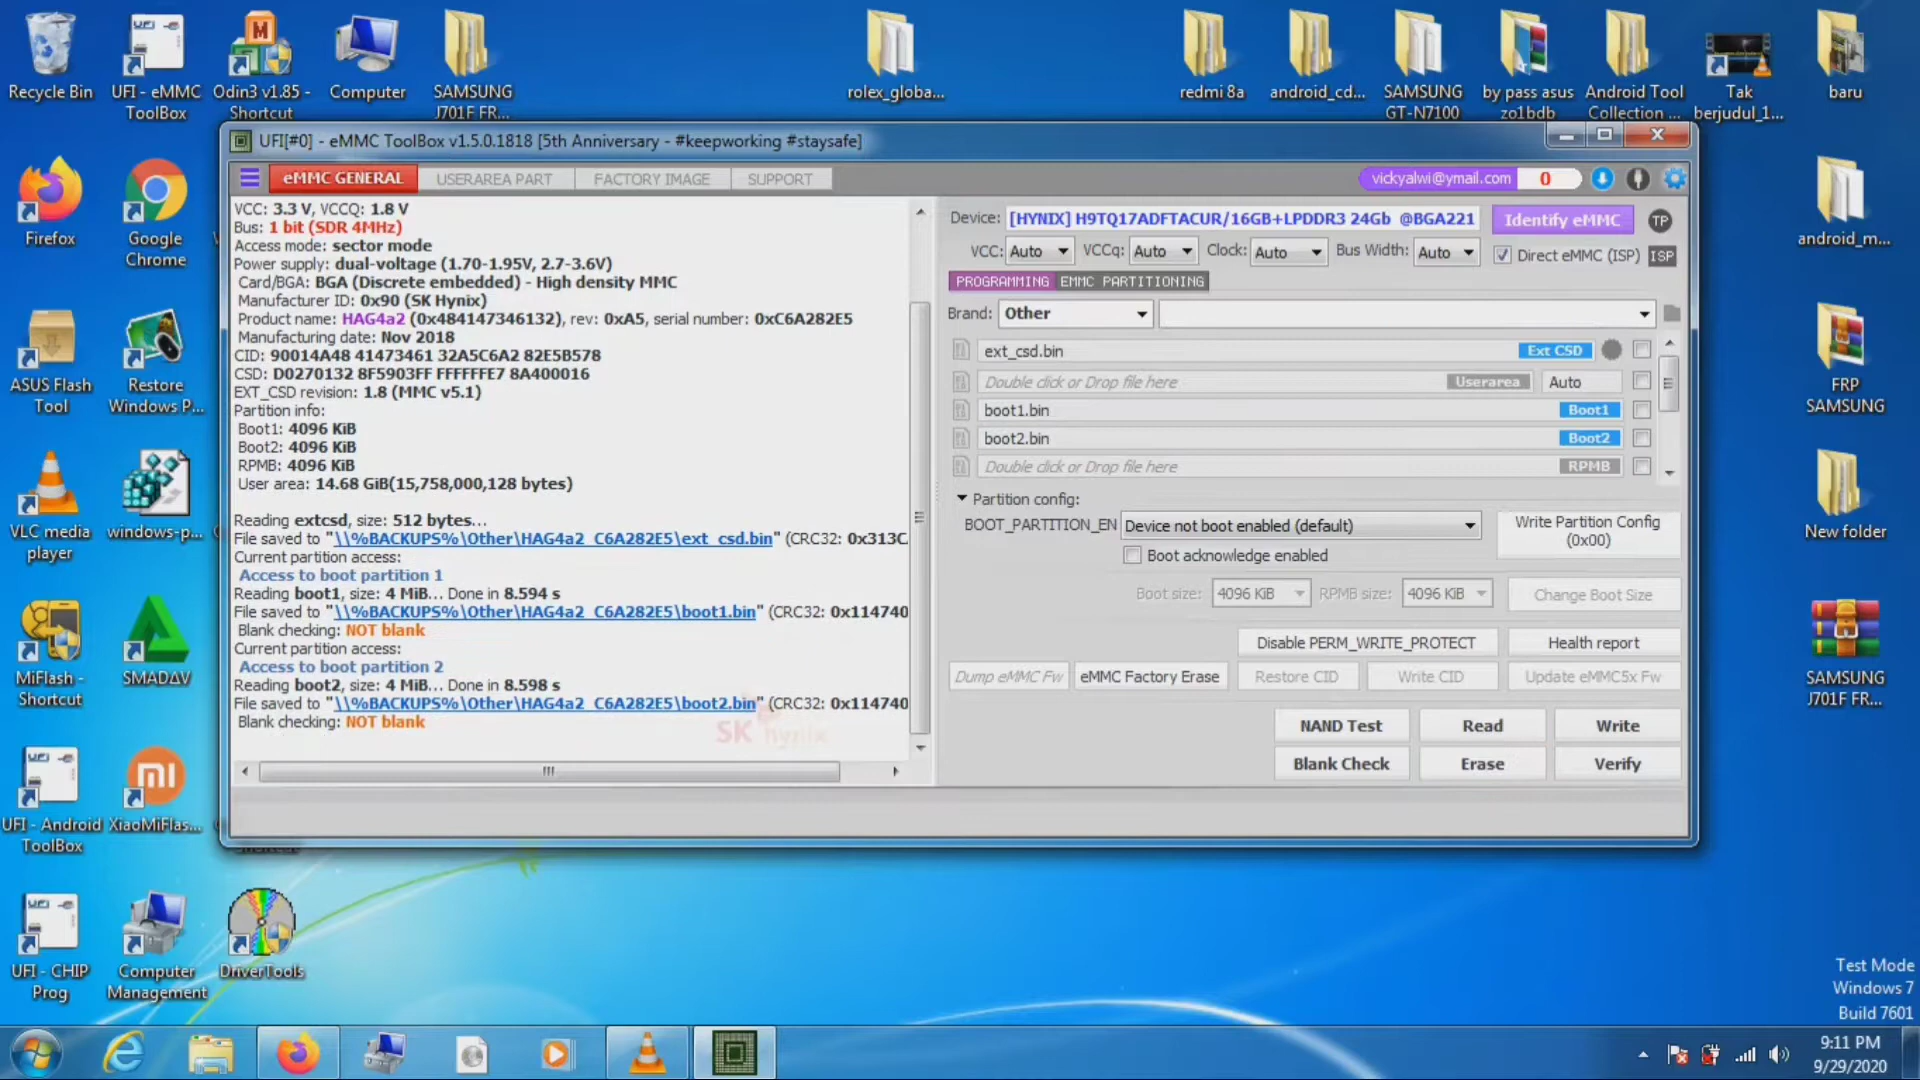 Recycle Bin
UFI - eMMC
ToolBox
Odin3 v1.85 -
Shortcut
Computer
SAMSUNG
J701F FR...
rolex_globa...
redmi 8a
android_cd...
SAMSUNG
GT-N7100
by pass asus
zo1bdb
Android Tool
Collection ...
Tak
berjudul_1...
baru
Firefox
Google
Chrome
android_m...
ASUS Flash
Tool
Restore
Windows P...
FRP
SAMSUNG
VLC media
player
windows-p...
New folder
MiFlash -
Shortcut
SMADΔV
SAMSUNG
J701F FR...
UFI - Android
ToolBox
XiaoMiFlas...
UFI - CHIP
Prog
Computer
Management
DriverTools
UFI[#0] - eMMC ToolBox v1.5.0.1818 [5th Anniversary - #keepworking #staysafe]
eMMC GENERAL
USERAREA PART
FACTORY IMAGE
SUPPORT
vickyalwi@ymail.com
0
VCC: 3.3 V, VCCQ: 1.8 V
Bus: 1 bit (SDR 4MHz)
Access mode: sector mode
Power supply: dual-voltage (1.70-1.95V, 2.7-3.6V)
Card/BGA: BGA (Discrete embedded) - High density MMC
Manufacturer ID: 0x90 (SK Hynix)
Product name: HAG4a2 (0x484147346132), rev: 0xA5, serial number: 0xC6A282E5
Manufacturing date: Nov 2018
CID: 90014A48 41473461 32A5C6A2 82E5B578
CSD: D0270132 8F5903FF FFFFFFE7 8A400016
EXT_CSD revision: 1.8 (MMC v5.1)
Partition info:
Boot1: 4096 KiB
Boot2: 4096 KiB
RPMB: 4096 KiB
User area: 14.68 GiB(15,758,000,128 bytes)
Reading extcsd, size: 512 bytes...
File saved to "\\%BACKUPS%\Other\HAG4a2_C6A282E5\ext_csd.bin" (CRC32: 0x313C
Current partition access:
Access to boot partition 1
Reading boot1, size: 4 MiB... Done in 8.594 s
File saved to "\\%BACKUPS%\Other\HAG4a2_C6A282E5\boot1.bin" (CRC32: 0x114740
Blank checking: NOT blank
Current partition access:
Access to boot partition 2
Reading boot2, size: 4 MiB... Done in 8.598 s
File saved to "\\%BACKUPS%\Other\HAG4a2_C6A282E5\boot2.bin" (CRC32: 0x114740
Blank checking: NOT blank
SK hynix
Device: [HYNIX] H9TQ17ADFTACUR/16GB+LPDDR3 24Gb @BGA221
Identify eMMC
TP
VCC: Auto VCCq: Auto Clock: Auto Bus Width: Auto
Direct eMMC (ISP)
ISP
PROGRAMMING EMMC PARTITIONING
Brand: Other
ext_csd.bin Ext CSD
Double click or Drop file here Userarea Auto
boot1.bin Boot1
boot2.bin Boot2
Double click or Drop file here RPMB
Partition config:
BOOT_PARTITION_EN Device not boot enabled (default)
Write Partition Config
(0x00)
Boot acknowledge enabled
Boot size: 4096 KiB RPMB size: 4096 KiB Change Boot Size
Disable PERM_WRITE_PROTECT Health report
Dump eMMC Fw eMMC Factory Erase Restore CID Write CID Update eMMC5x Fw
NAND Test Read Write
Blank Check Erase Verify
Test Mode
Windows 7
Build 7601
9:11 PM
9/29/2020